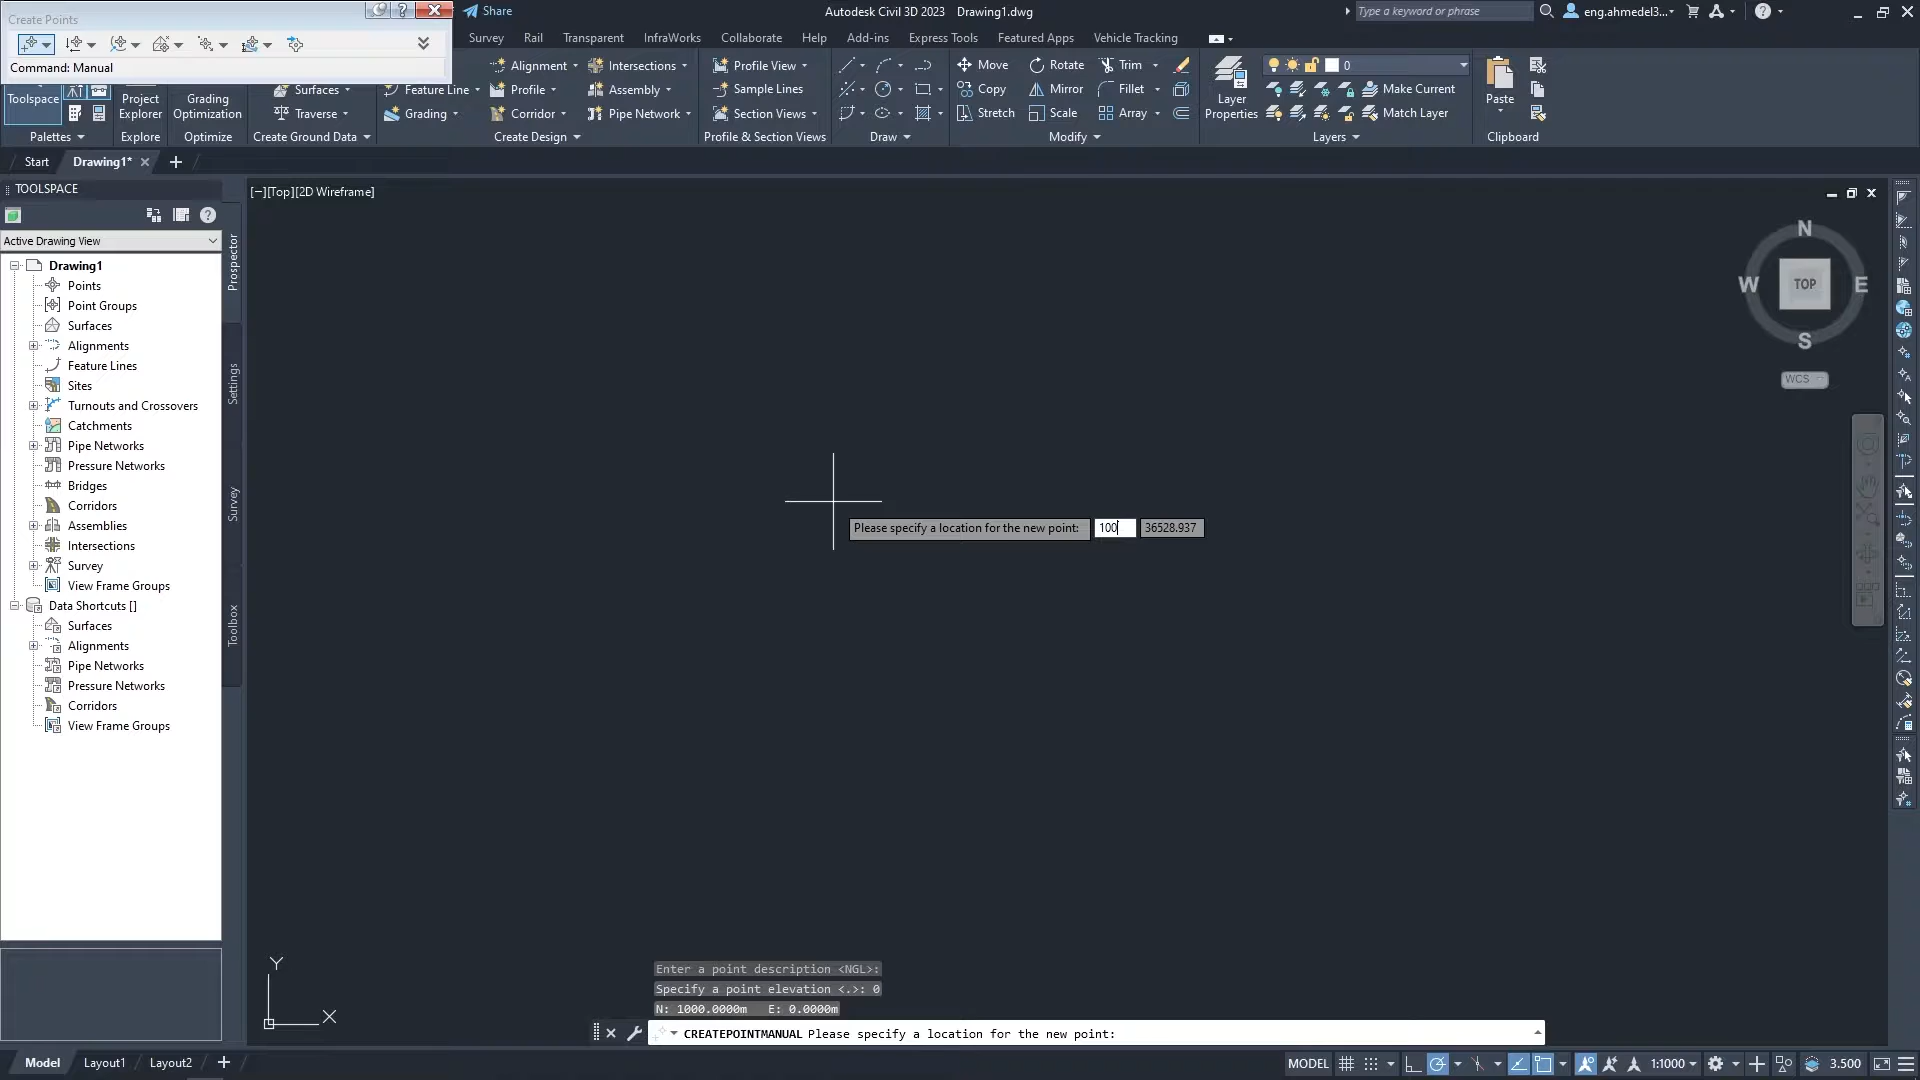 Create Points
Command: Manual
Share
Autodesk Civil 3D 2023 Drawing1.dwg
Type a keyword or phrase
eng.ahmedel3...
Survey Rail Transparent InfraWorks Collaborate Help Add-ins Express Tools Featured Apps Vehicle Tracking
Toolspace
Palettes
Project
Explorer
Explore
Grading
Optimization
Optimize
Surfaces
Traverse
Create Ground Data
Alignment Intersections
Feature Line Profile Assembly
Grading Corridor Pipe Network
Create Design
Profile View
Sample Lines
Section Views
Profile & Section Views
Draw
Move Rotate Trim
Copy Mirror Fillet
Stretch Scale Array
Modify
Layer
Properties
0
Make Current
Match Layer
Layers
Paste
Clipboard
Start Drawing1*
TOOLSPACE
Active Drawing View
Drawing1
Points
Point Groups
Surfaces
Alignments
Feature Lines
Sites
Turnouts and Crossovers
Catchments
Pipe Networks
Pressure Networks
Bridges
Corridors
Assemblies
Intersections
Survey
View Frame Groups
Data Shortcuts []
Surfaces
Alignments
Pipe Networks
Pressure Networks
Corridors
View Frame Groups
Prospector
Settings
Survey
Toolbox
[−][Top][2D Wireframe]
N
W TOP E
S
WCS
Please specify a location for the new point: 100 36528.937
Y
X
Enter a point description <NGL>:
Specify a point elevation <.>: 0
N: 1000.0000m E: 0.0000m
CREATEPOINTMANUAL Please specify a location for the new point:
Model Layout1 Layout2
MODEL
1:1000
3.500